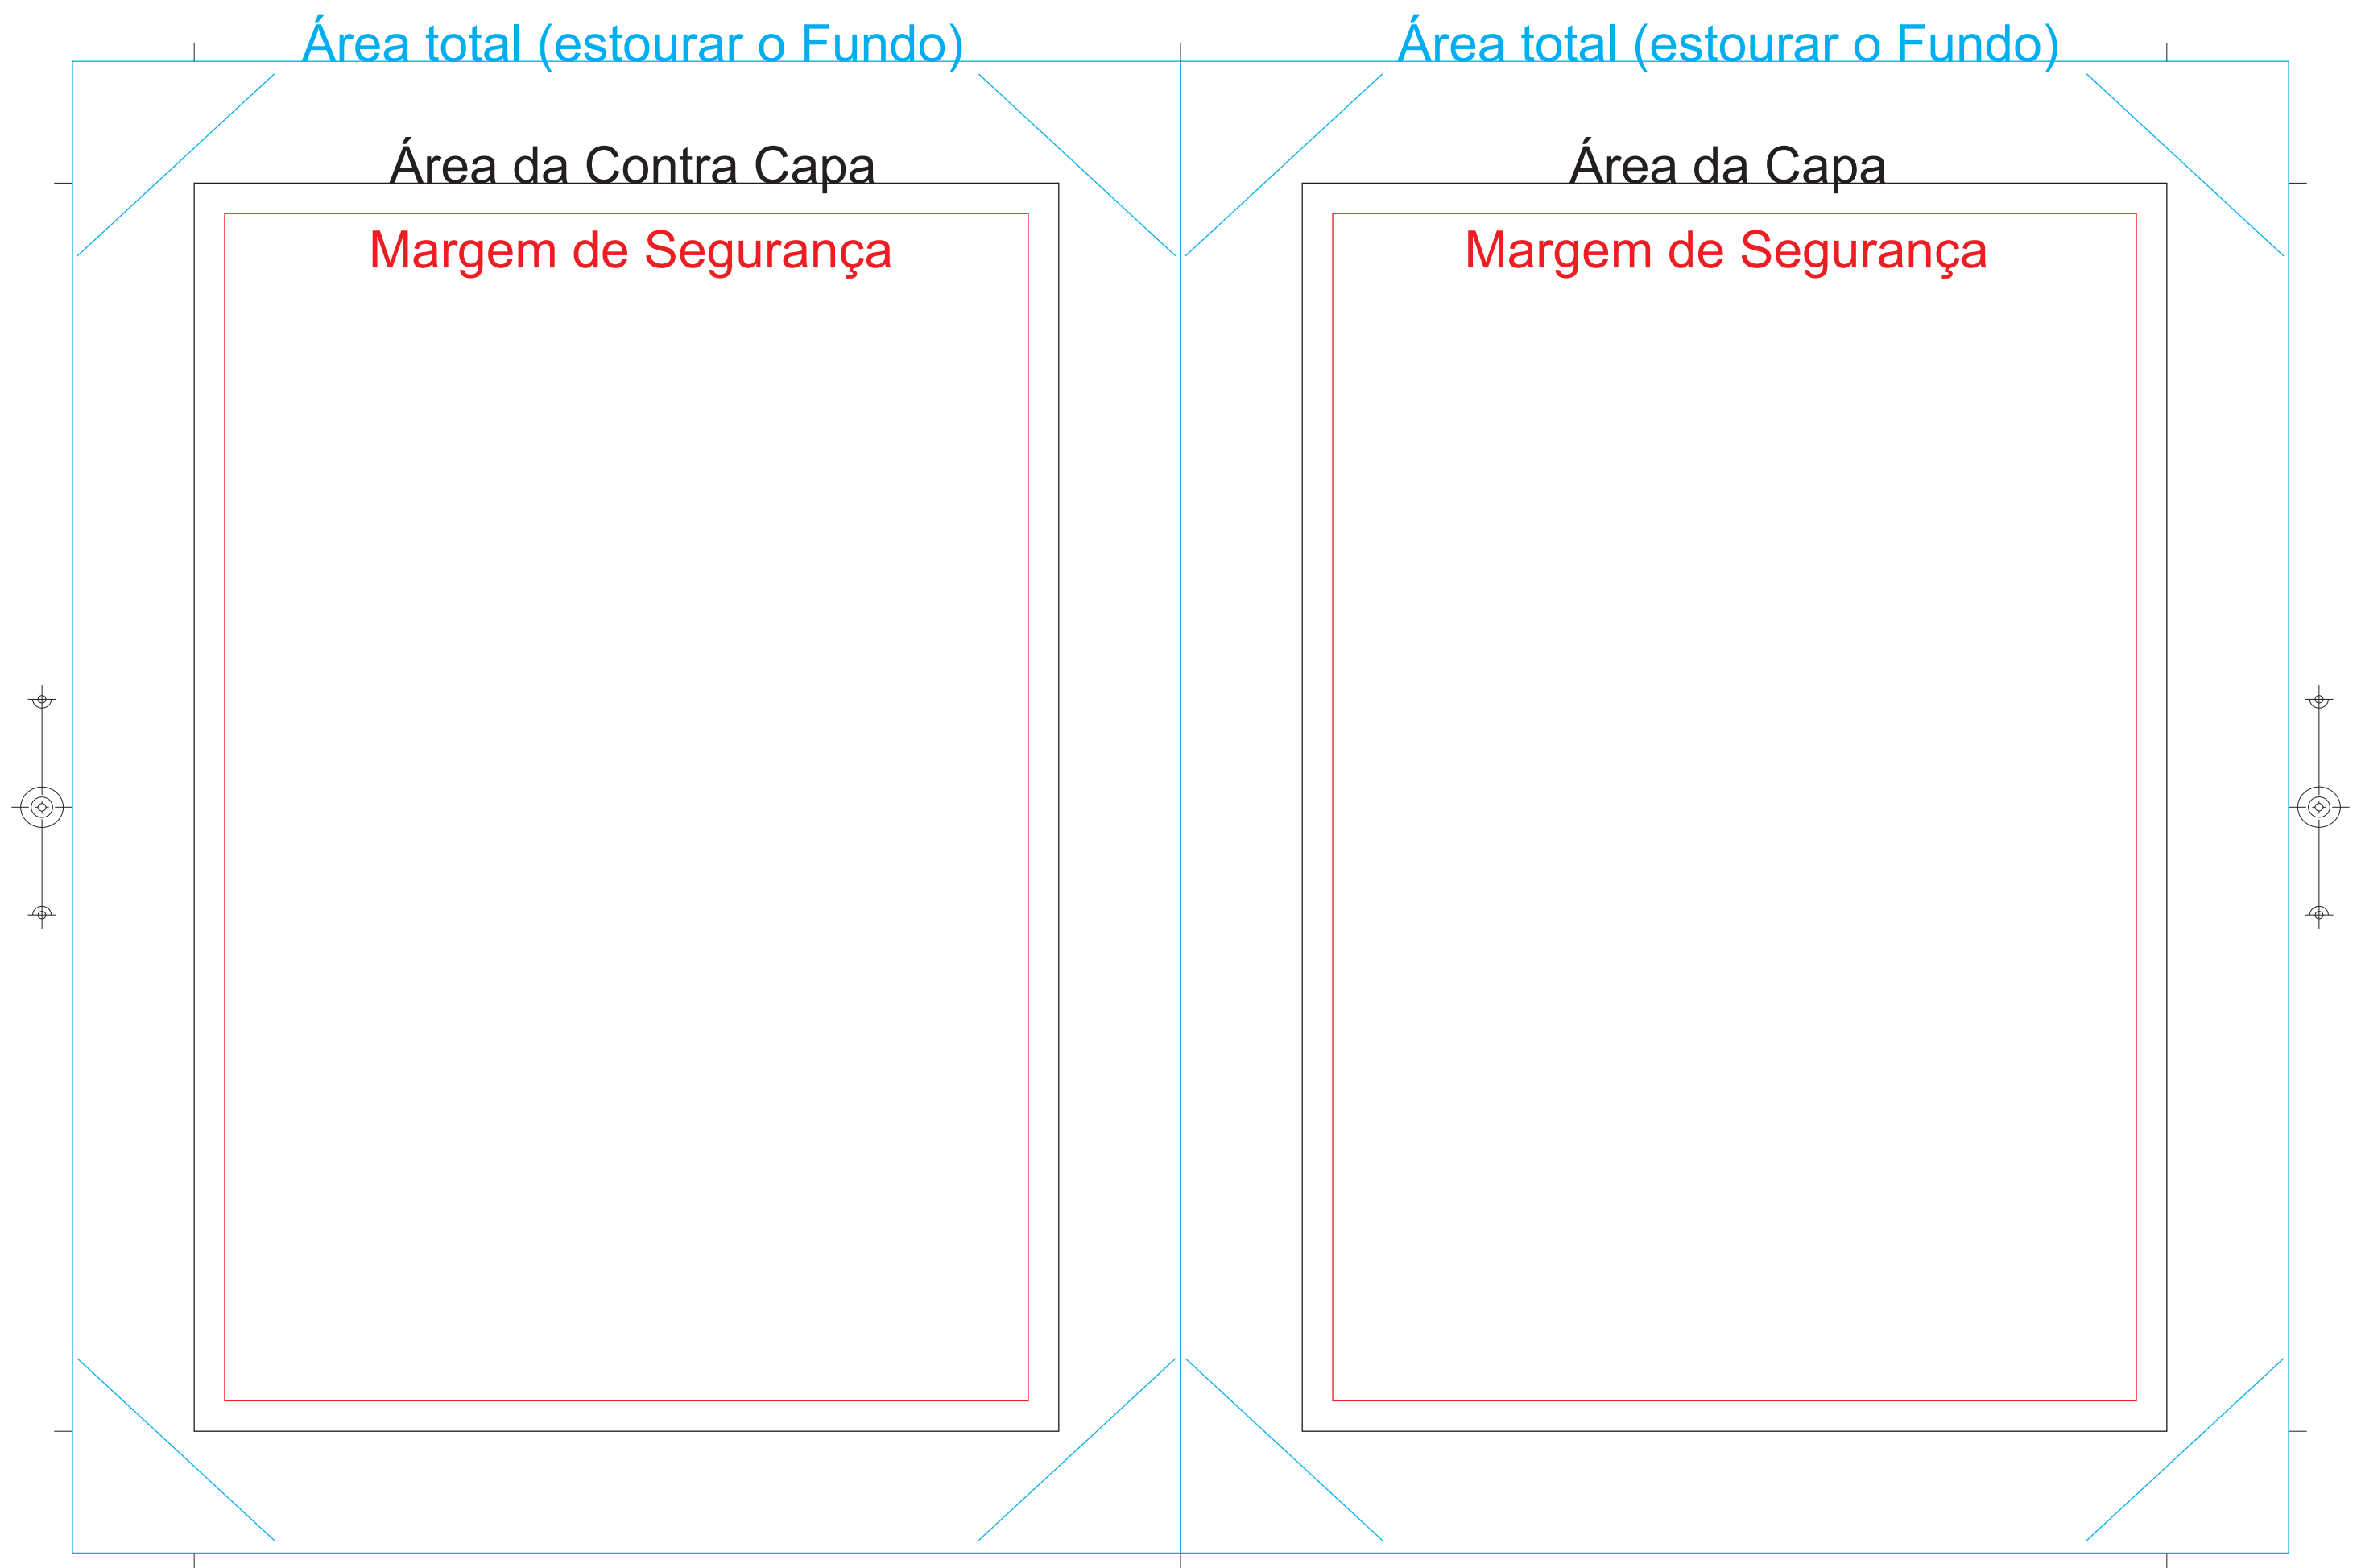 Área total (estourar o Fundo)
Área da Contra Capa
Margem de Segurança
Área total (estourar o Fundo)
Área da Capa
Margem de Segurança